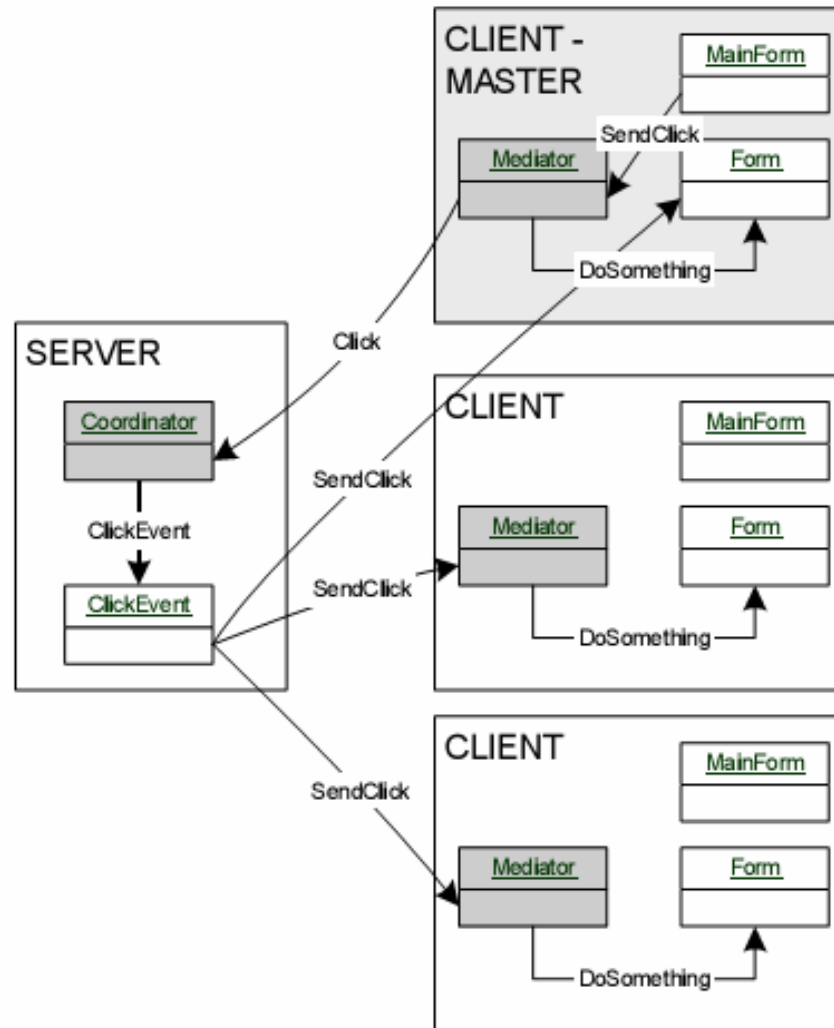 CLIENT -
MASTER
MainForm
SendClick
Mediator
Form
DoSomething
Click
SERVER
Coordinator
ClickEvent
ClickEvent
SendClick
SendClick
SendClick
CLIENT
MainForm
Mediator
Form
DoSomething
CLIENT
MainForm
Mediator
Form
DoSomething